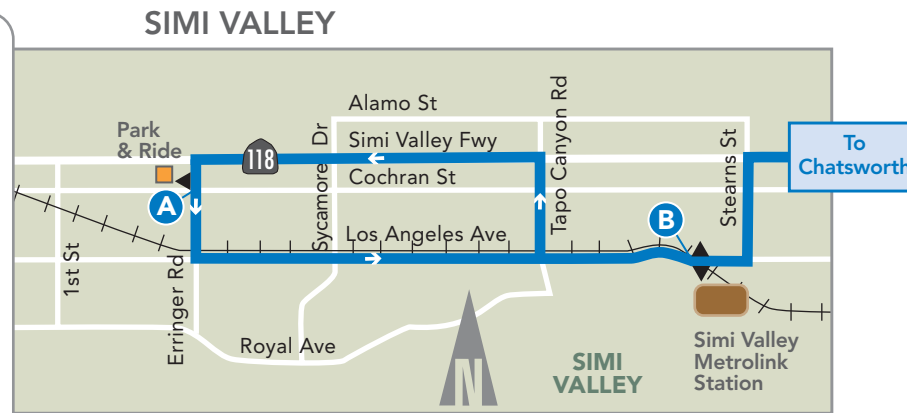 SIMI VALLEY
Alamo St
Park
& Ride
118
Simi Valley Fwy
Cochran St
To
Chatsworth
A
B
Sycamore Dr
Tapo Canyon Rd
Stearns St
Los Angeles Ave
1st St
Erringer Rd
Royal Ave
N
SIMI
VALLEY
Simi Valley
Metrolink
Station